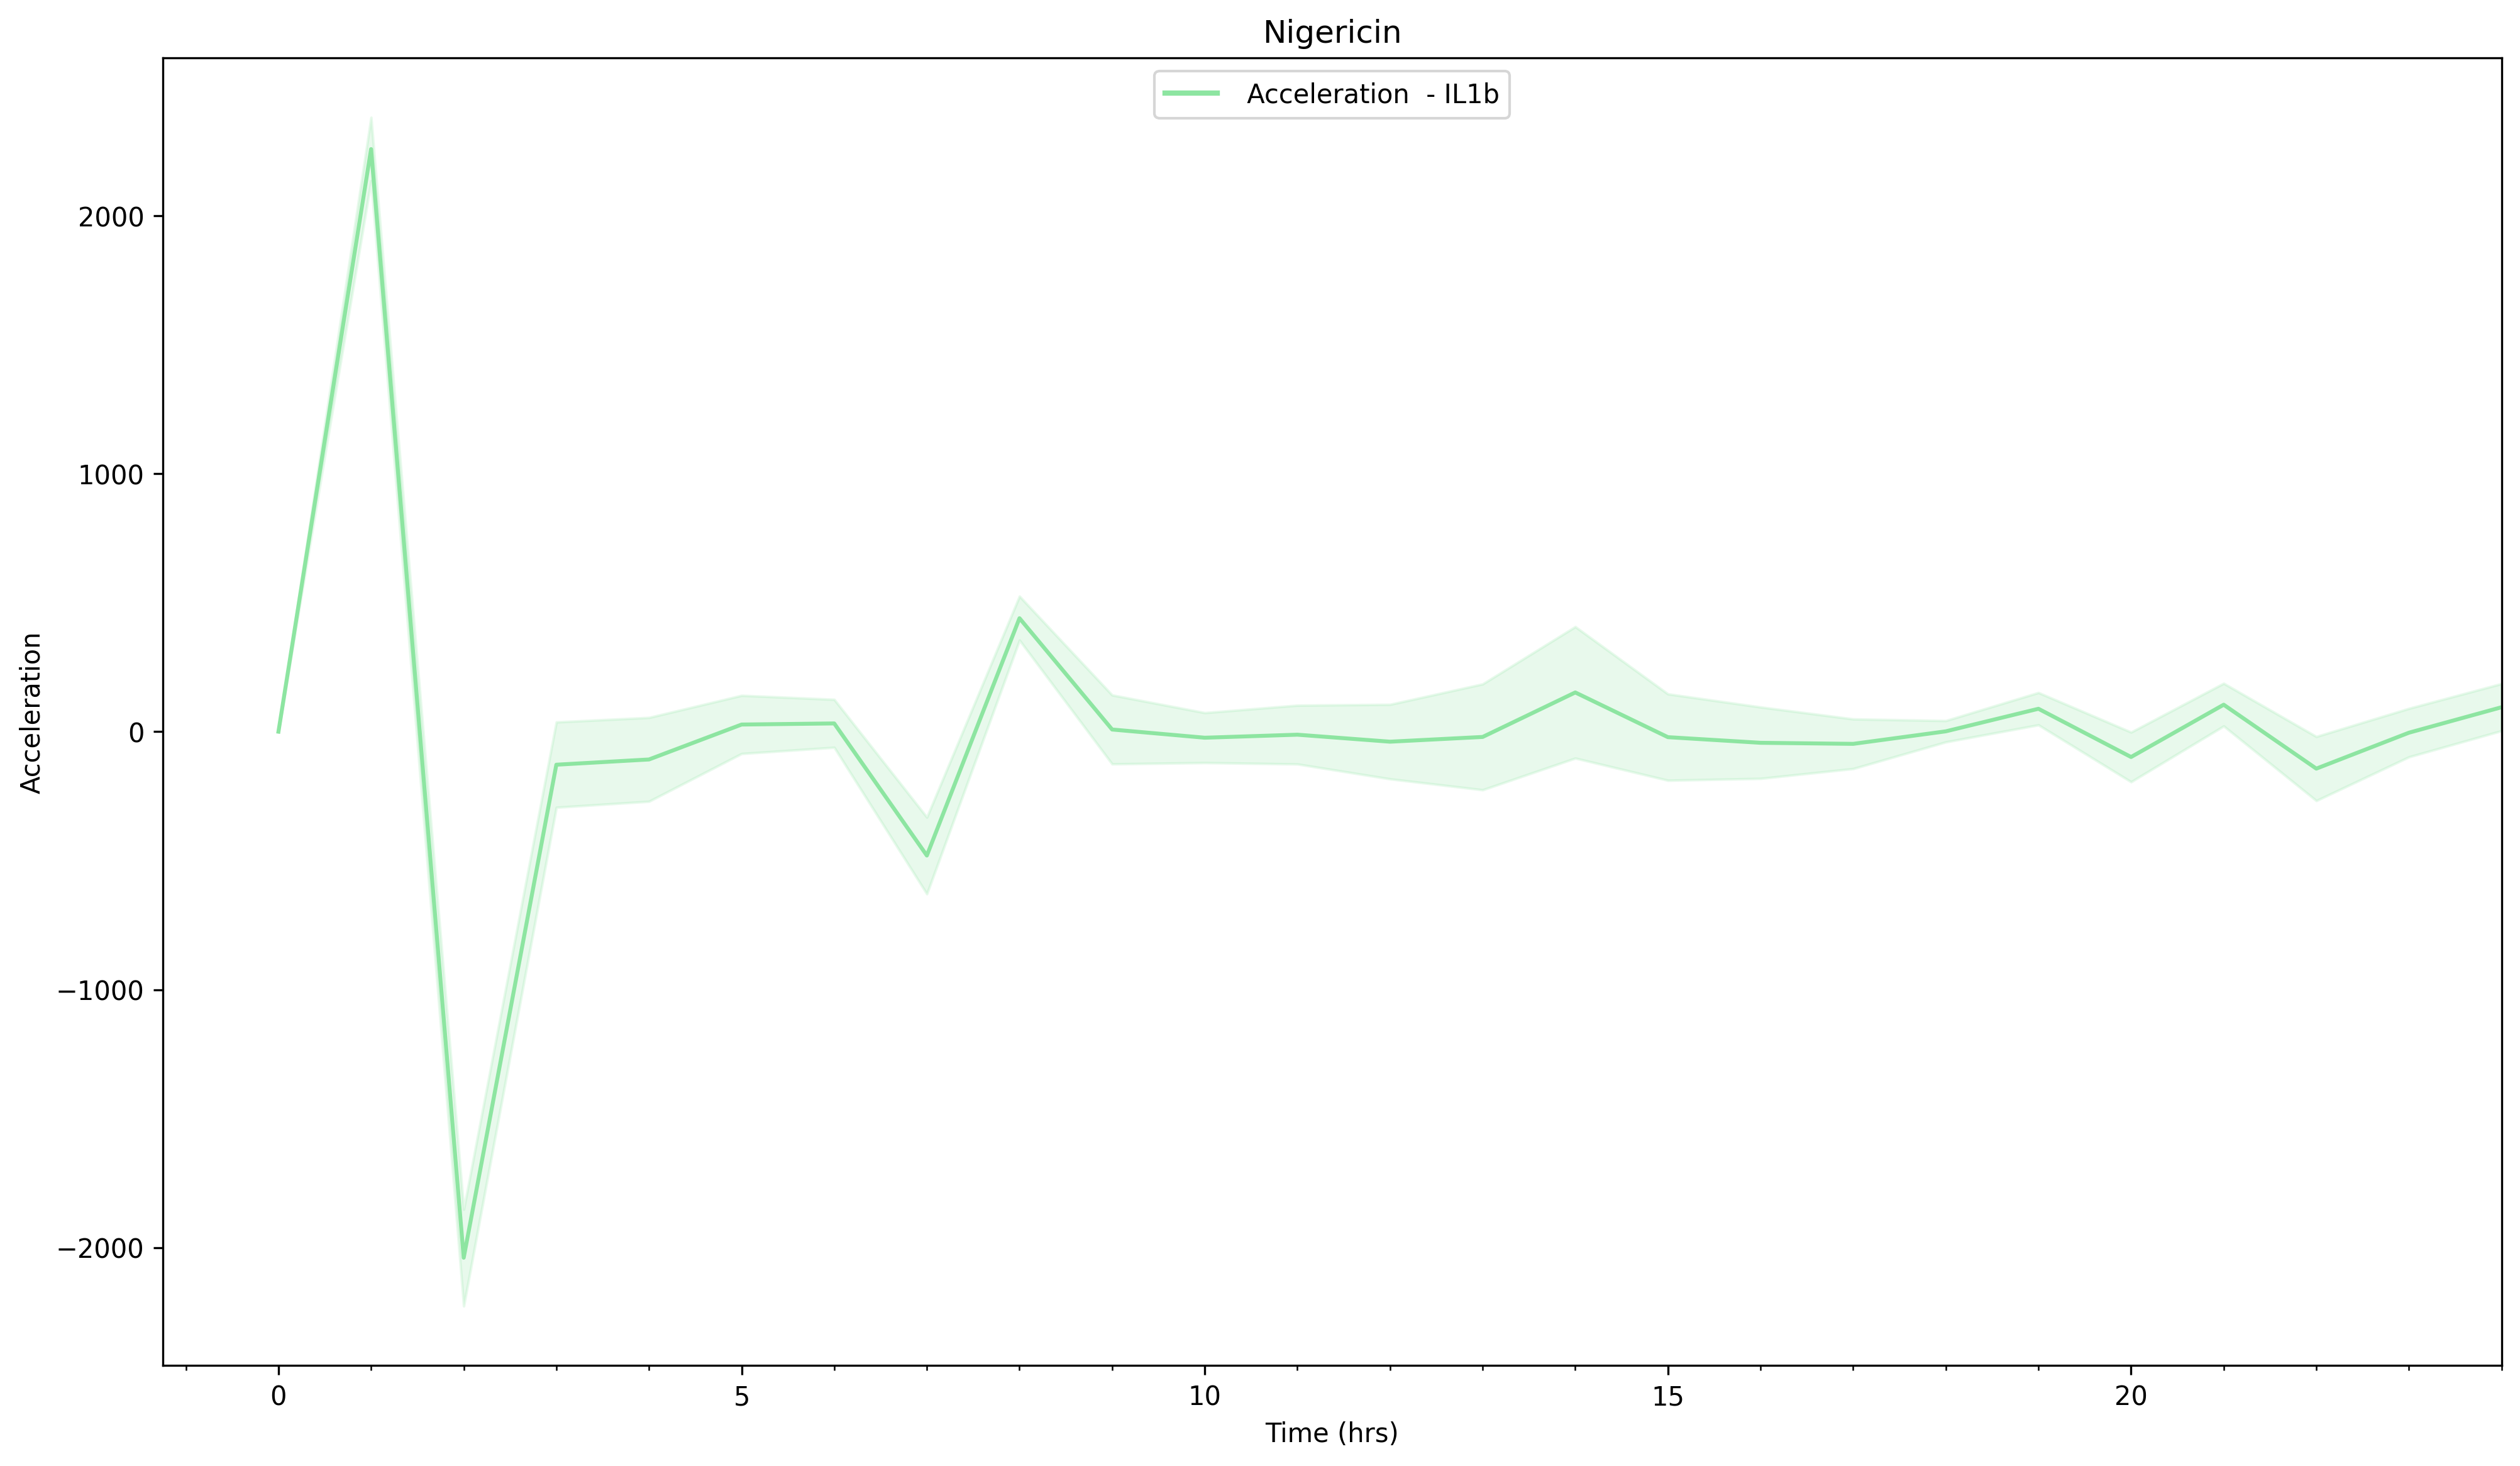 Nigericin
Acceleration - IL1b
2000
1000
0
−1000
−2000
Acceleration
0 5 10 15 20
Time (hrs)